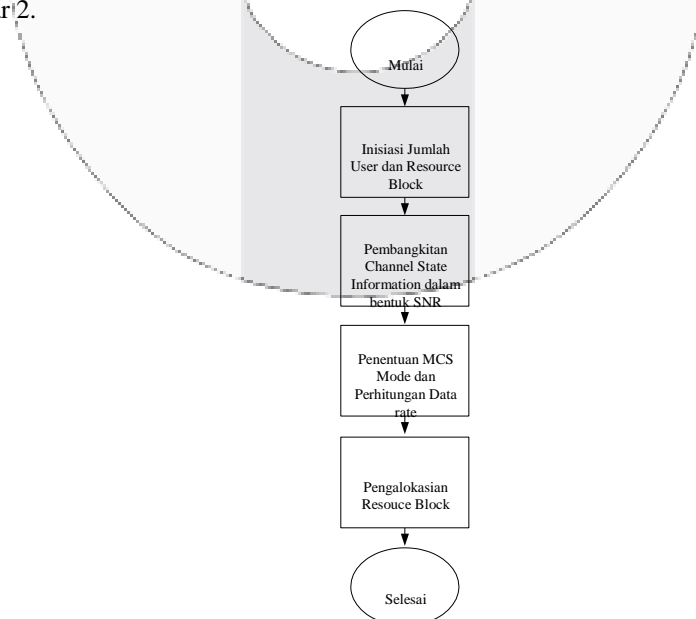 r 2.
Mulai
Inisiasi Jumlah
User dan Resource
Block
Pembangkitan
Channel State
Information dalam
bentuk SNR
Penentuan MCS
Mode dan
Perhitungan Data
rate
Pengalokasian
Resouce Block
Selesai